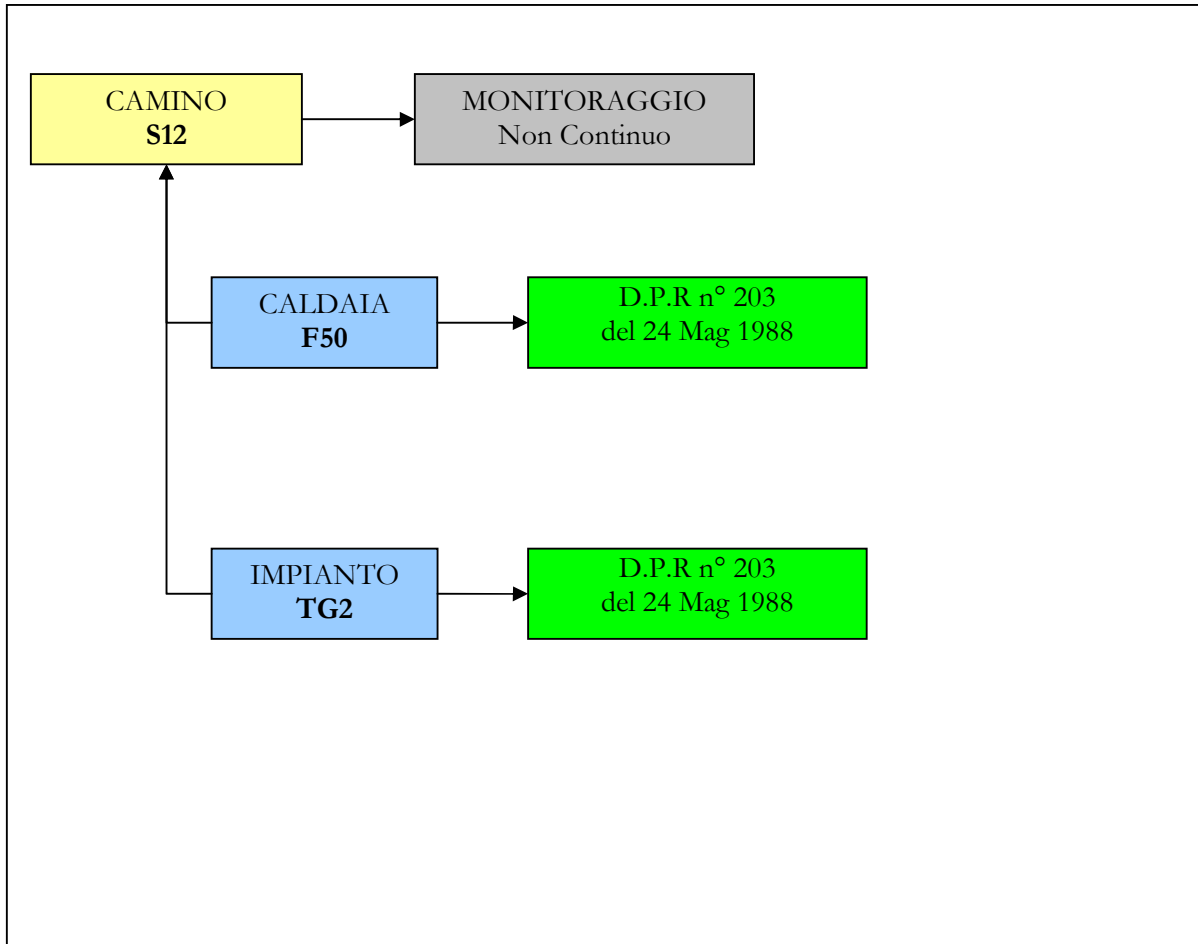 CAMINO
S12
MONITORAGGIO
Non Continuo
CALDAIA
F50
D.P.R n° 203
del 24 Mag 1988
IMPIANTO
TG2
D.P.R n° 203
del 24 Mag 1988